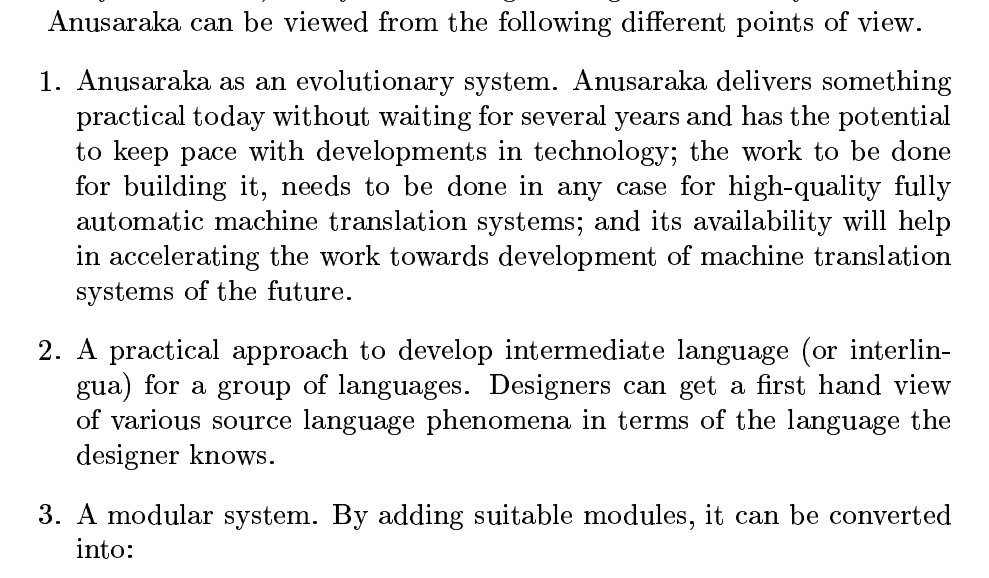 Anusaraka can be viewed from the following different points of view.
1. Anusaraka as an evolutionary system. Anusaraka delivers something
practical today without waiting for several years and has the potential
to keep pace with developments in technology; the work to be done
for building it, needs to be done in any case for high-quality fully
automatic machine translation systems; and its availability will help
in accelerating the work towards development of machine translation
systems of the future.
2. A practical approach to develop intermediate language (or interlin-
gua) for a group of languages. Designers can get a first hand view
of various source language phenomena in terms of the language the
designer knows.
3. A modular system. By adding suitable modules, it can be converted
into: